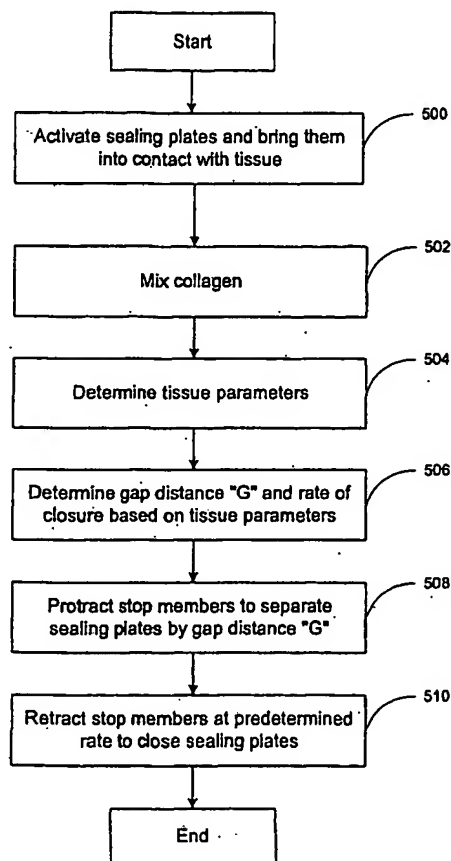 Start
500
Activate sealing plates and bring them
into contact with tissue
502
Mix collagen
504
Determine tissue parameters
506
Determine gap distance "G" and rate of
closure based on tissue parameters
508
Protract stop members to separate
sealing plates by gap distance "G"
510
Retract stop members at predetermined
rate to close sealing plates
End